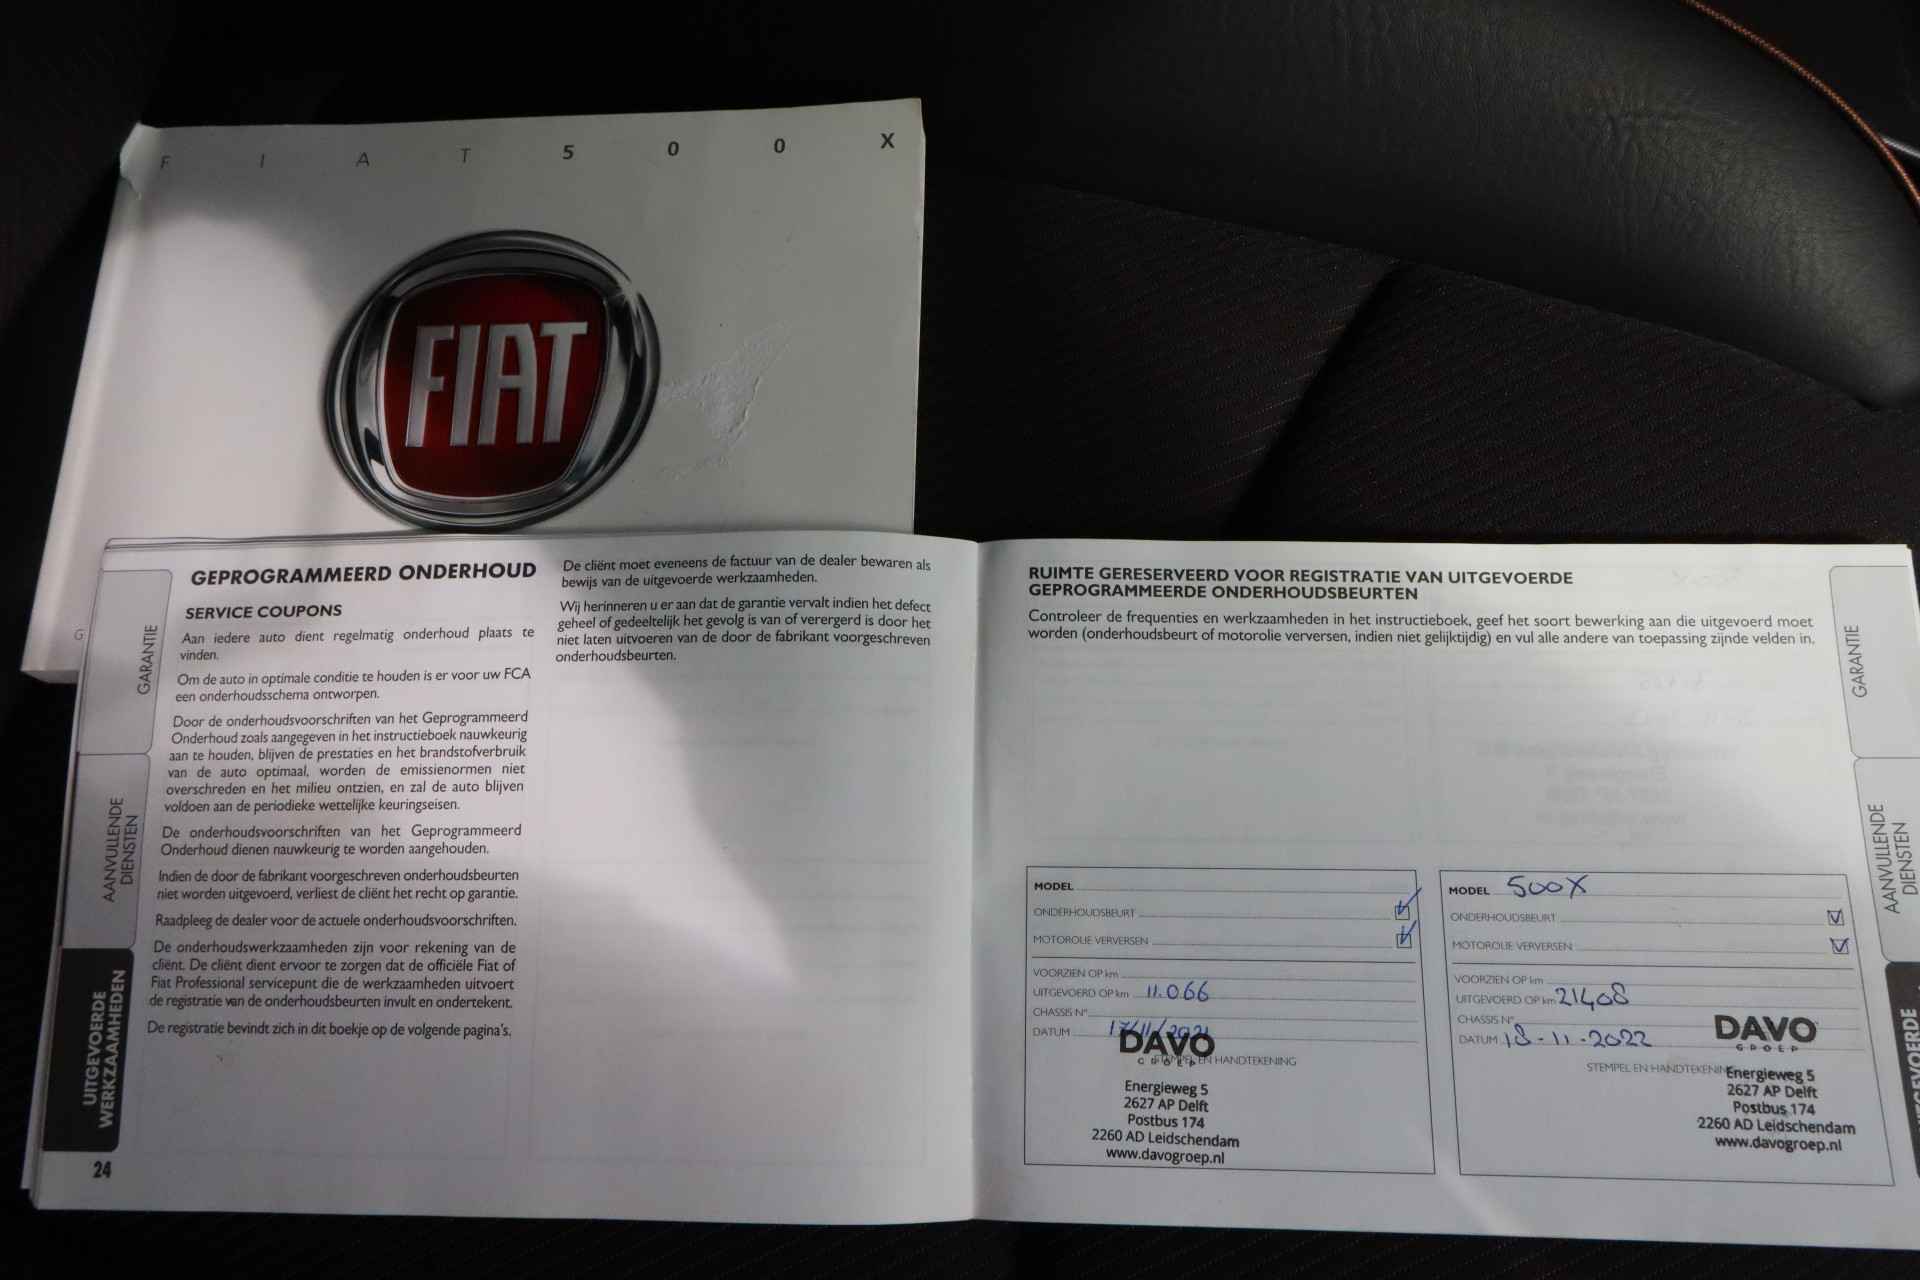 F I A T 5 0 0 X
FIAT
G
GARANTIE
AANVULLENDE
DIENSTEN
UITGEVOERDE
WERKZAAMHEDEN
GEPROGRAMMEERD ONDERHOUD
SERVICE COUPONS
Aan iedere auto dient regelmatig onderhoud plaats te
vinden.
Om de auto in optimale conditie te houden is er voor uw FCA
een onderhoudsschema ontworpen.
Door de onderhoudsvoorschriften van het Geprogrammeerd
Onderhoud zoals aangegeven in het instructieboek nauwkeurig
aan te houden, blijven de prestaties en het brandstofverbruik
van de auto optimaal, worden de emissienormen niet
overschreden en het milieu ontzien, en zal de auto blijven
voldoen aan de periodieke wettelijke keuringseisen.
De onderhoudsvoorschriften van het Geprogrammeerd
Onderhoud dienen nauwkeurig te worden aangehouden.
Indien de door de fabrikant voorgeschreven onderhoudsbeurten
niet worden uitgevoerd, verliest de cliënt het recht op garantie.
Raadpleeg de dealer voor de actuele onderhoudsvoorschriften.
De onderhoudswerkzaamheden zijn voor rekening van de
cliënt. De cliënt dient ervoor te zorgen dat de officiële Fiat of
Fiat Professional servicepunt die de werkzaamheden uitvoert
de registratie van de onderhoudsbeurten invult en ondertekent.
De registratie bevindt zich in dit boekje op de volgende pagina's.
24
De cliënt moet eveneens de factuur van de dealer bewaren als
bewijs van de uitgevoerde werkzaamheden.
Wij herinneren u er aan dat de garantie vervalt indien het defect
geheel of gedeeltelijk het gevolg is van of verergerd is door het
niet laten uitvoeren van de door de fabrikant voorgeschreven
onderhoudsbeurten.
RUIMTE GERESERVEERD VOOR REGISTRATIE VAN UITGEVOERDE
GEPROGRAMMEERDE ONDERHOUDSBEURTEN
Controleer de frequenties en werkzaamheden in het instructieboek, geef het soort bewerking aan die uitgevoerd moet
worden (onderhoudsbeurt of motorolie verversen, indien niet gelijktijdig) en vul alle andere van toepassing zijnde velden in.
MODEL
ONDERHOUDSBEURT
MOTOROLIE VERVERSEN
VOORZIEN OP km
UITGEVOERD OP km 11.066
CHASSIS N°
DATUM 17/11/2021
DAVO
GROEP
STEMPEL EN HANDTEKENING
Energieweg 5
2627 AP Delft
Postbus 174
2260 AD Leidschendam
www.davogroep.nl
MODEL 500X
ONDERHOUDSBEURT
MOTOROLIE VERVERSEN
VOORZIEN OP km
UITGEVOERD OP km 21408
CHASSIS N°
DATUM 18-11-2022
DAVO
GROEP
STEMPEL EN HANDTEKENING
Energieweg 5
2627 AP Delft
Postbus 174
2260 AD Leidschendam
www.davogroep.nl
GARANTIE
AANVULLENDE
DIENSTEN